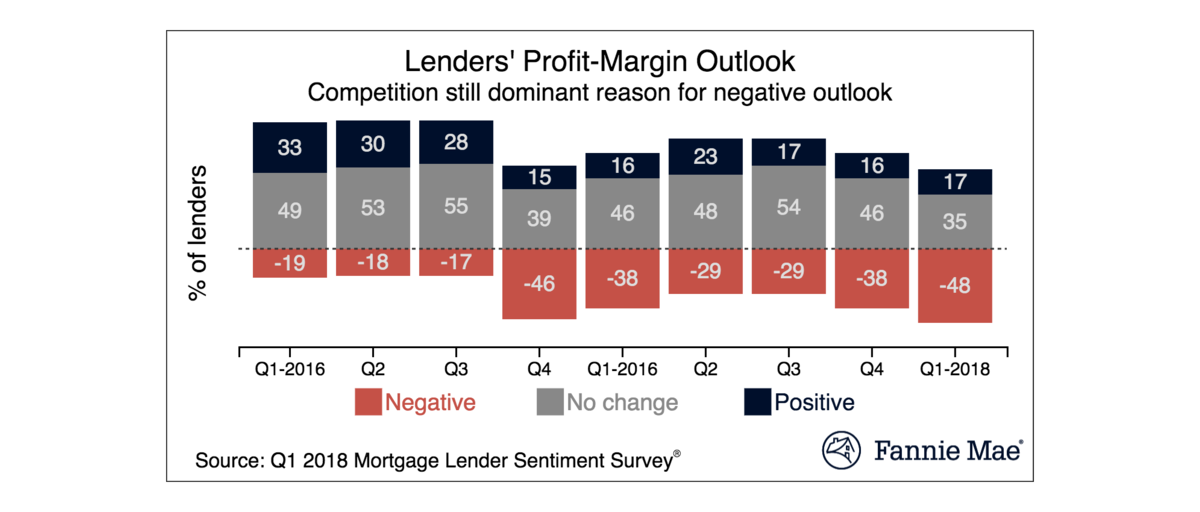 Lenders' Profit-Margin Outlook
Competition still dominant reason for negative outlook
% of lenders
33 30 28 15 16 23 17 16 17
49 53 55 39 46 48 54 46 35
-19 -18 -17 -46 -38 -29 -29 -38 -48
Q1-2016 Q2 Q3 Q4 Q1-2016 Q2 Q3 Q4 Q1-2018
Negative No change Positive
Source: Q1 2018 Mortgage Lender Sentiment Survey®
Fannie Mae®